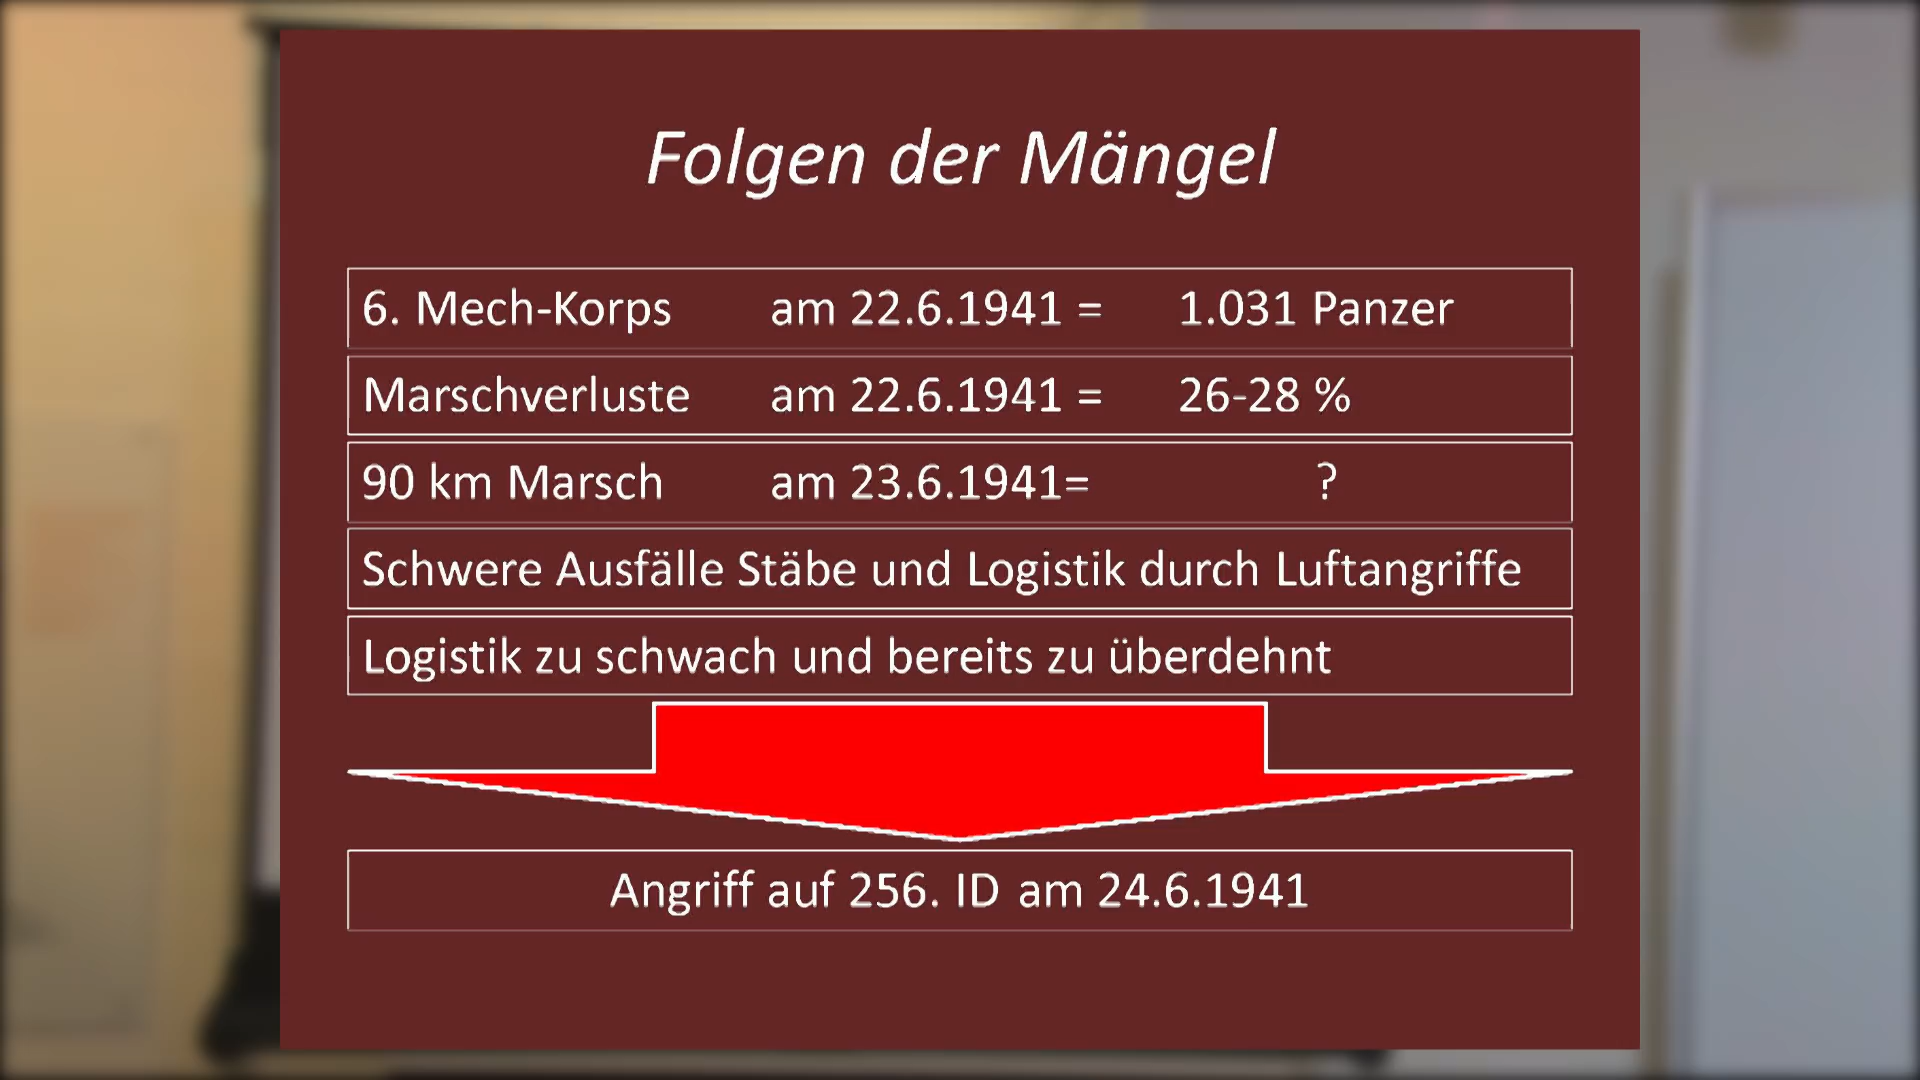 Folgen der Mängel
6. Mech-Korps am 22.6.1941 = 1.031 Panzer
Marschverluste am 22.6.1941 = 26-28 %
90 km Marsch am 23.6.1941= ?
Schwere Ausfälle Stäbe und Logistik durch Luftangriffe
Logistik zu schwach und bereits zu überdehnt
Angriff auf 256. ID am 24.6.1941